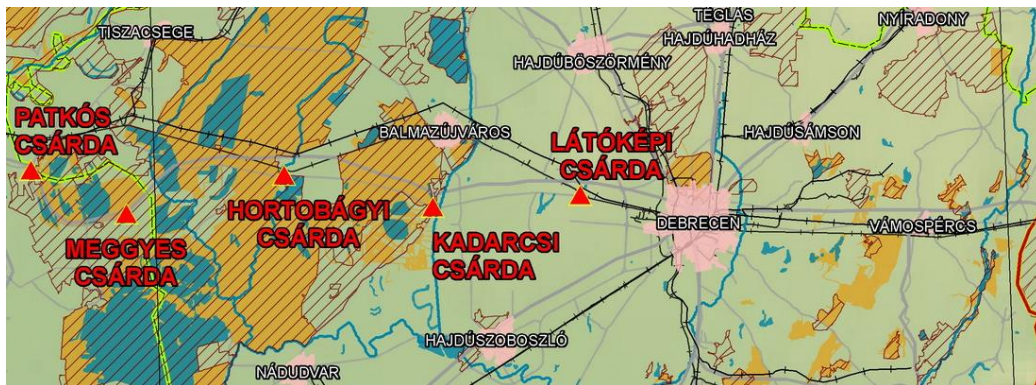 TISZACSEGE
TÉGLÁS
HAJDÚHADHÁZ
NYÍRADONY
HAJDÚBÖSZÖRMÉNY
PATKÓS
CSÁRDA
BALMAZÚJVÁROS
LÁTÓKÉPI
CSÁRDA
HAJDÚSÁMSON
MEGGYES
CSÁRDA
HORTOBÁGYI
CSÁRDA
KADARCSI
CSÁRDA
DEBRECEN
VÁMOSPÉRCS
HAJDÚSZOBOSZLÓ
NÁDUDVAR